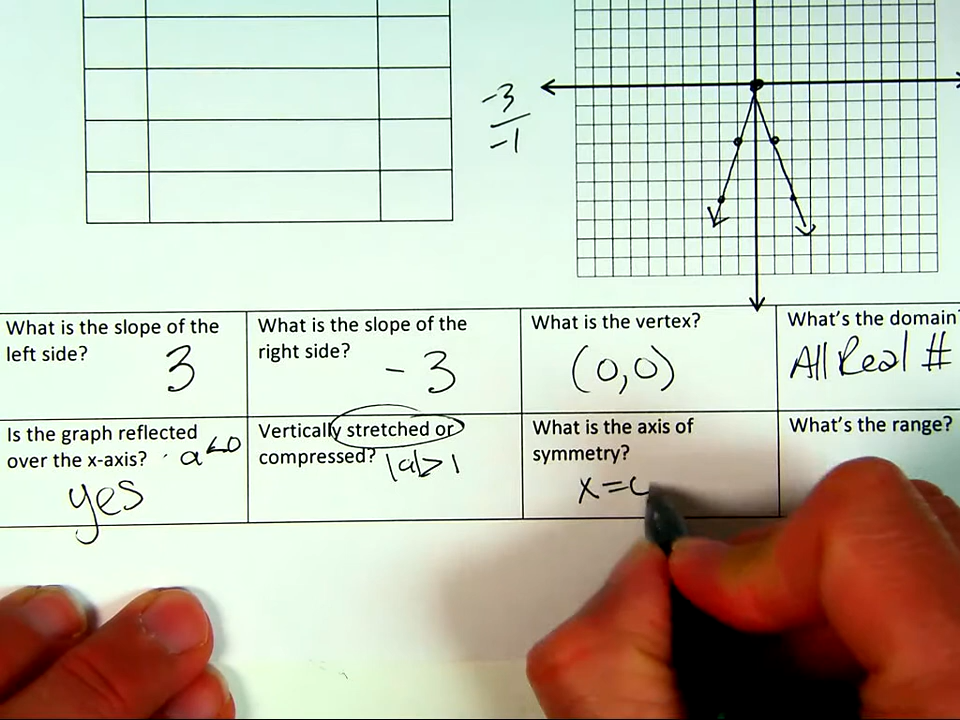 -3
-1
What is the slope of the left side?
3
What is the slope of the right side?
- 3
What is the vertex?
(0,0)
What's the domain?
All Real #
Is the graph reflected over the x-axis? a<0
yes
Vertically stretched or compressed? |a|>1
What is the axis of symmetry?
x=
What's the range?